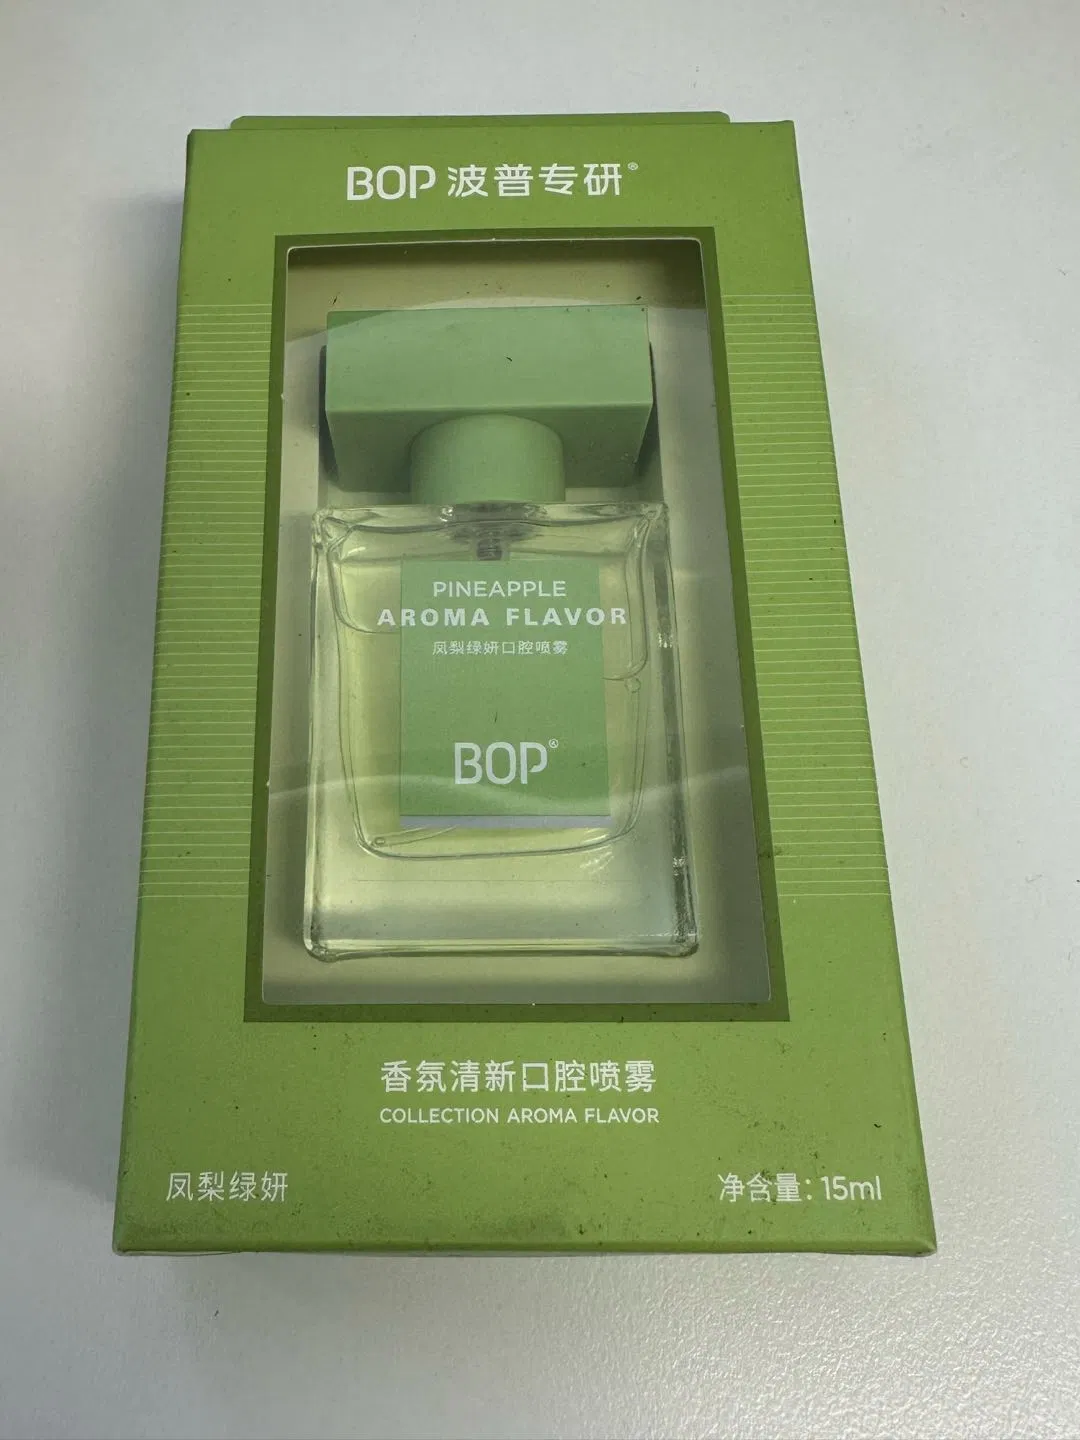 BOP 波普专研®
PINEAPPLE
AROMA FLAVOR
凤梨绿妍口腔喷雾
BOP®
香氛清新口腔喷雾
COLLECTION AROMA FLAVOR
凤梨绿妍
净含量: 15ml